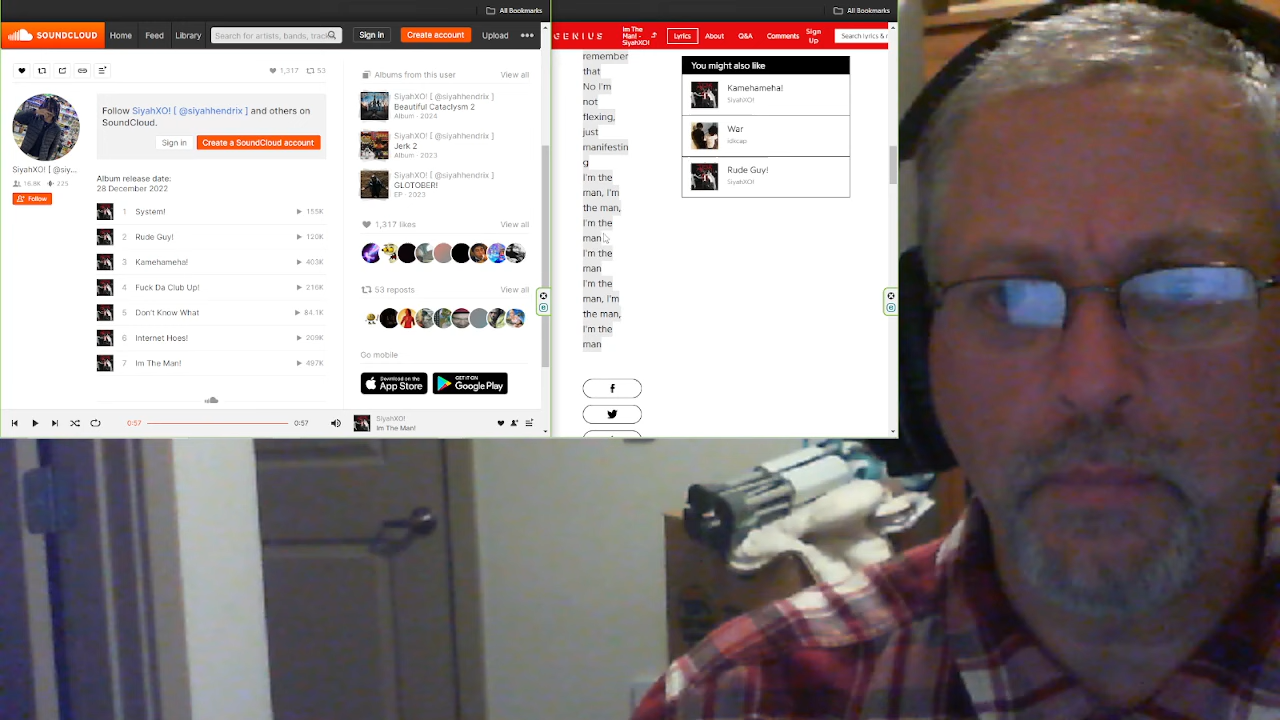 All Bookmarks
SOUNDCLOUD
Home
Feed
Library
Search for artists, bands, tracks
Sign in
Create account
Upload
1,317
53
Follow SiyahXO! [ @siyahhendrix ] and others on
SoundCloud.
Sign in
Create a SoundCloud account
SiyahXO! [ @siy...
16.8K
225
Follow
Album release date:
28 December 2022
1 System! 155K
2 Rude Guy! 120K
3 Kamehameha! 403K
4 Fuck Da Club Up! 216K
5 Don't Know What 84.1K
6 Internet Hoes! 209K
7 Im The Man! 497K
Albums from this user
View all
SiyahXO! [ @siyahhendrix ]
Beautiful Cataclysm 2
Album · 2024
SiyahXO! [ @siyahhendrix ]
Jerk 2
Album · 2023
SiyahXO! [ @siyahhendrix ]
GLOTOBER!
EP · 2023
1,317 likes
View all
53 reposts
View all
Go mobile
Download on the
App Store
GET IT ON
Google Play
0:57
0:57
SiyahXO!
Im The Man!
All Bookmarks
GENIUS
Im The
Man! -
SiyahXO!
Lyrics
About
Q&A
Comments
Sign
Up
Search lyrics &
remember
that
No I'm
not
flexing,
just
manifestin
g
I'm the
man, I'm
the man,
I'm the
man
I'm the
man
I'm the
man, I'm
the man,
I'm the
man
You might also like
Kamehameha!
SiyahXO!
War
idkcap
Rude Guy!
SiyahXO!